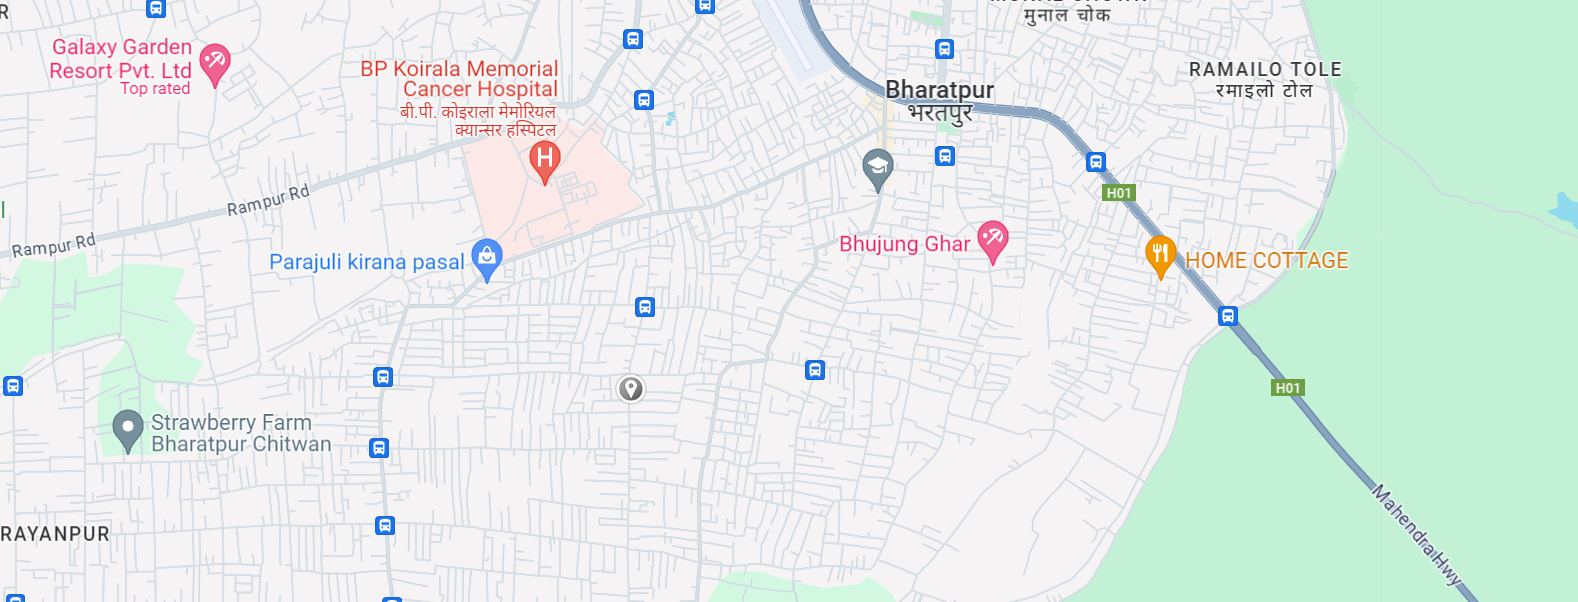 मुनाल चोक
Galaxy Garden
Resort Pvt. Ltd
Top rated
BP Koirala Memorial
Cancer Hospital
बी.पी. कोइराला मेमोरियल
क्यान्सर हस्पिटल
H
Bharatpur
भरतपुर
RAMAILO TOLE
रमाइलो टोल
H01
Rampur Rd
Rampur Rd
Parajuli kirana pasal
Bhujung Ghar
HOME COTTAGE
H01
Strawberry Farm
Bharatpur Chitwan
RAYANPUR
Mahendra Hwy